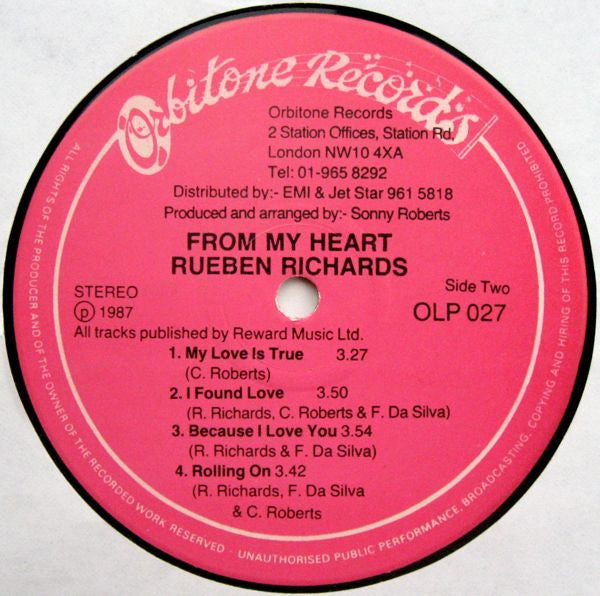 Orbitone Records
Orbitone Records
2 Station Offices, Station Rd,
London NW10 4XA
Tel: 01-965 8292
Distributed by:- EMI & Jet Star 961 5818
Produced and arranged by:- Sonny Roberts
FROM MY HEART
RUEBEN RICHARDS
STEREO
Ⓟ 1987
Side Two
OLP 027
All tracks published by Reward Music Ltd.
1. My Love Is True 3.27
(C. Roberts)
2. I Found Love 3.50
(R. Richards, C. Roberts & F. Da Silva)
3. Because I Love You 3.54
(R. Richards & F. Da Silva)
4. Rolling On 3.42
(R. Richards, F. Da Silva
& C. Roberts
ALL RIGHTS OF THE PRODUCER AND OF THE OWNER OF THE RECORDED WORK RESERVED - UNAUTHORISED PUBLIC PERFORMANCE, BROADCASTING, COPYING AND HIRING OF THIS RECORD PROHIBITED